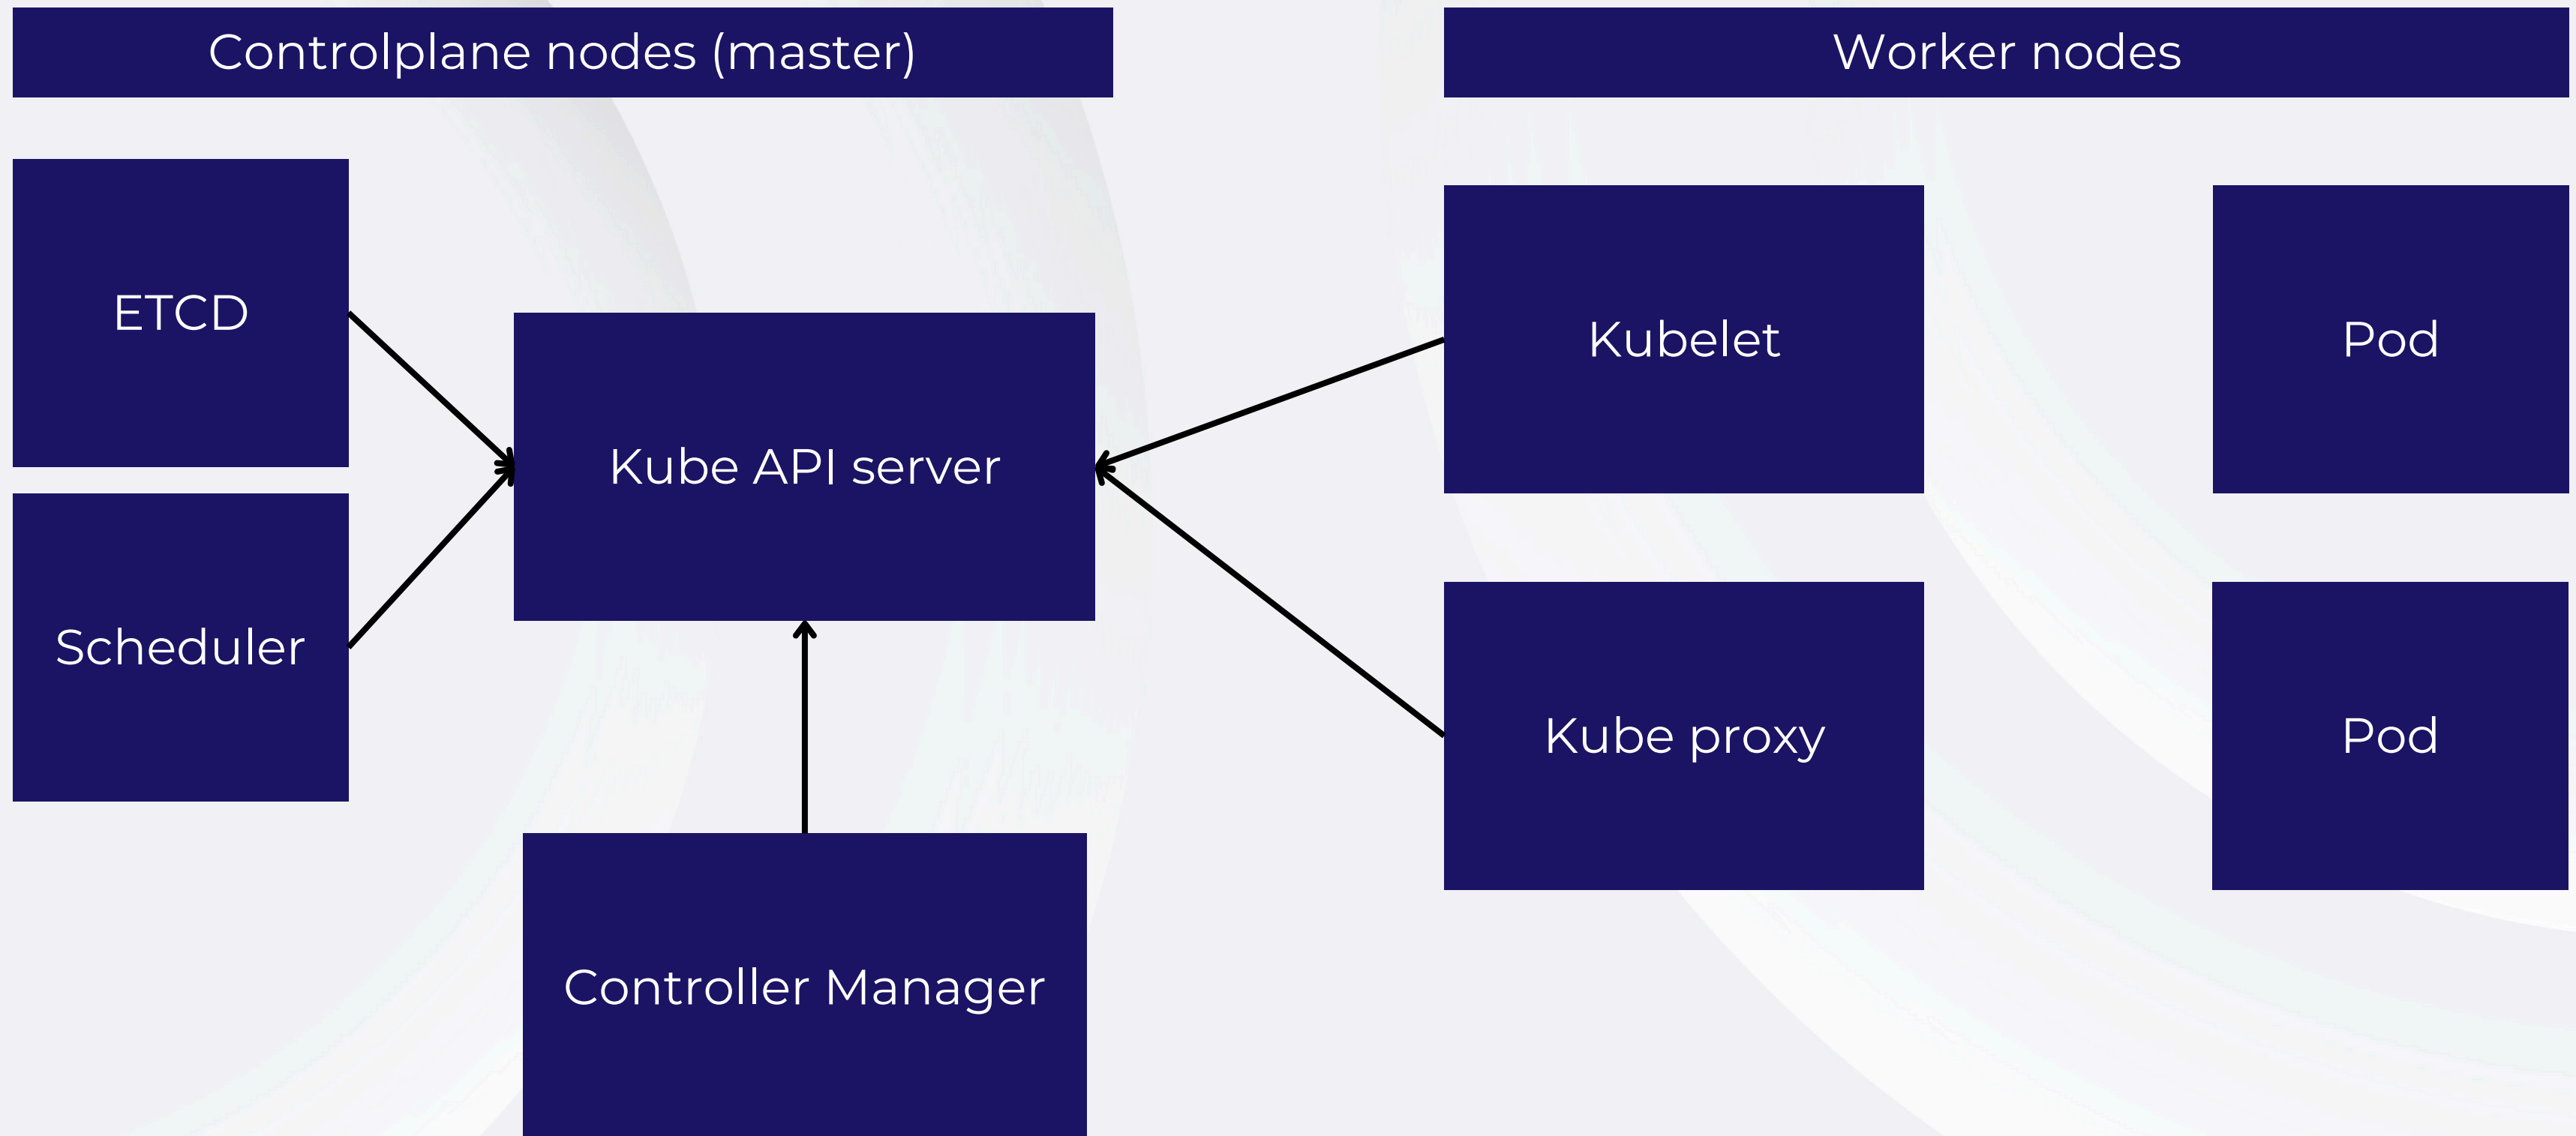 Controlplane nodes (master)
Worker nodes
ETCD
Scheduler
Kube API server
Controller Manager
Kubelet
Pod
Kube proxy
Pod